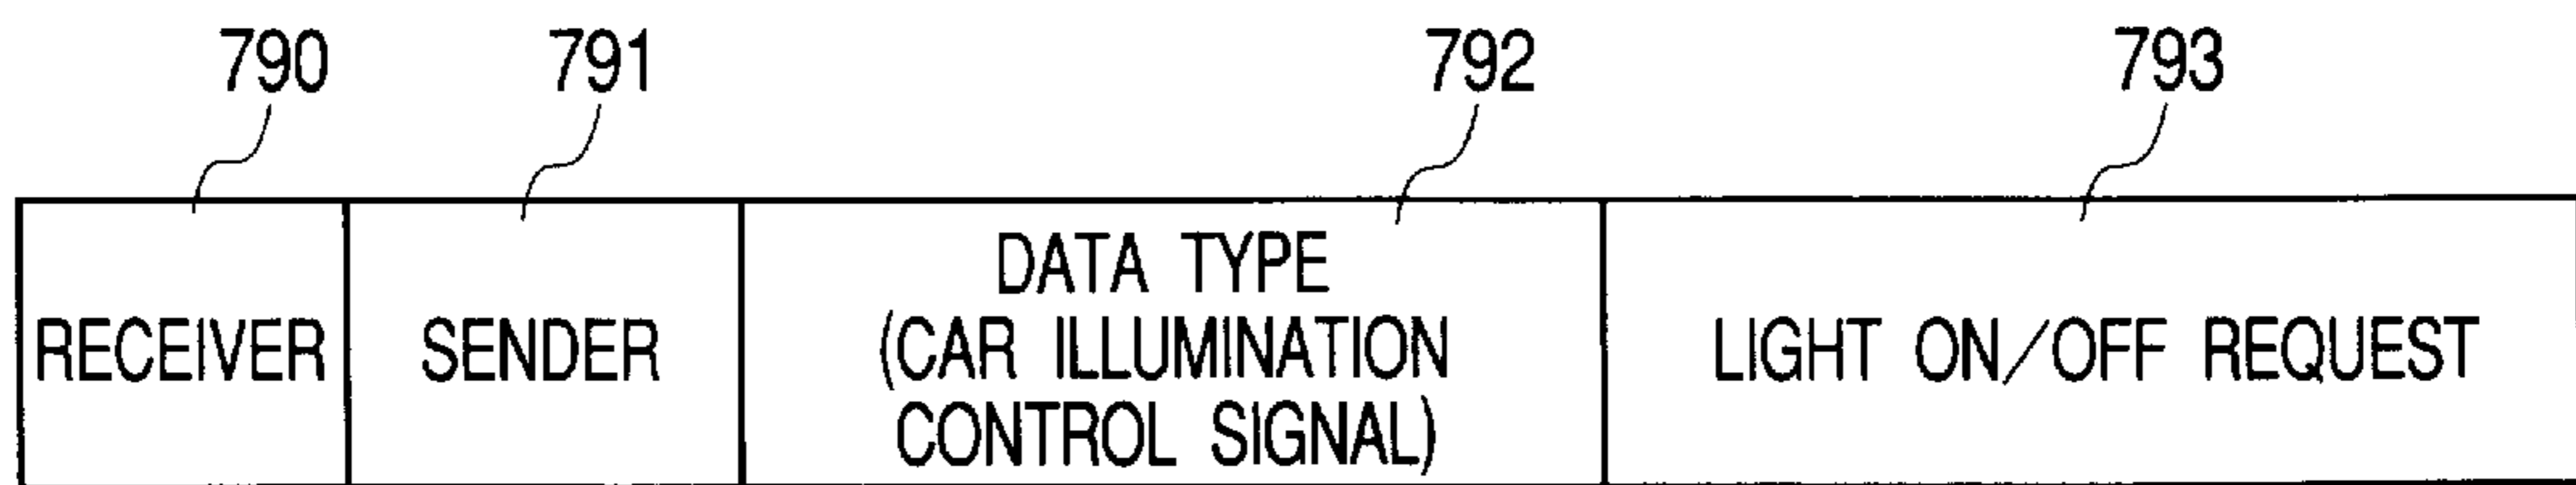 790
791
792
793
RECEIVER
SENDER
DATA TYPE
(CAR ILLUMINATION
CONTROL SIGNAL)
LIGHT ON/OFF REQUEST